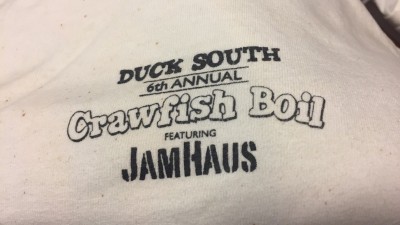 DUCK SOUTH
6th ANNUAL
Crawfish Boil
FEATURING
JAMHAUS